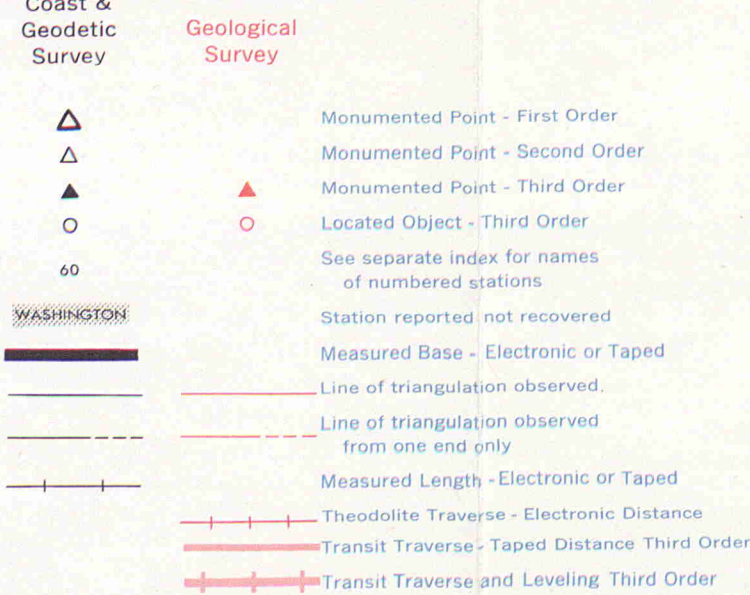 Coast &
Geodetic
Survey
Geological
Survey
Monumented Point - First Order
Monumented Point - Second Order
Monumented Point - Third Order
Located Object - Third Order
60
See separate index for names
of numbered stations
WASHINGTON
Station reported not recovered
Measured Base - Electronic or Taped
Line of triangulation observed.
Line of triangulation observed
from one end only
Measured Length - Electronic or Taped
Theodolite Traverse - Electronic Distance
Transit Traverse - Taped Distance Third Order
Transit Traverse and Leveling Third Order